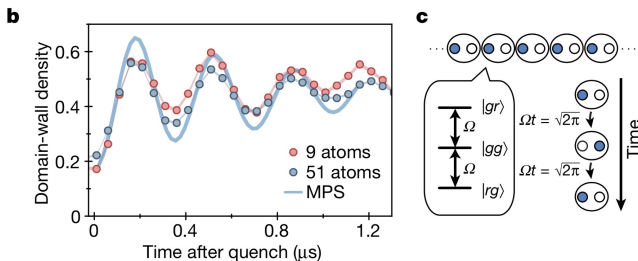 b
Domain-wall density
0.6
0.4
0.2
0
9 atoms
51 atoms
MPS
0
0.4
0.8
1.2
Time after quench (μs)
c
|gr⟩
Ω
|gg⟩
Ω
|rg⟩
Ωt = √2π
Ωt = √2π
Time